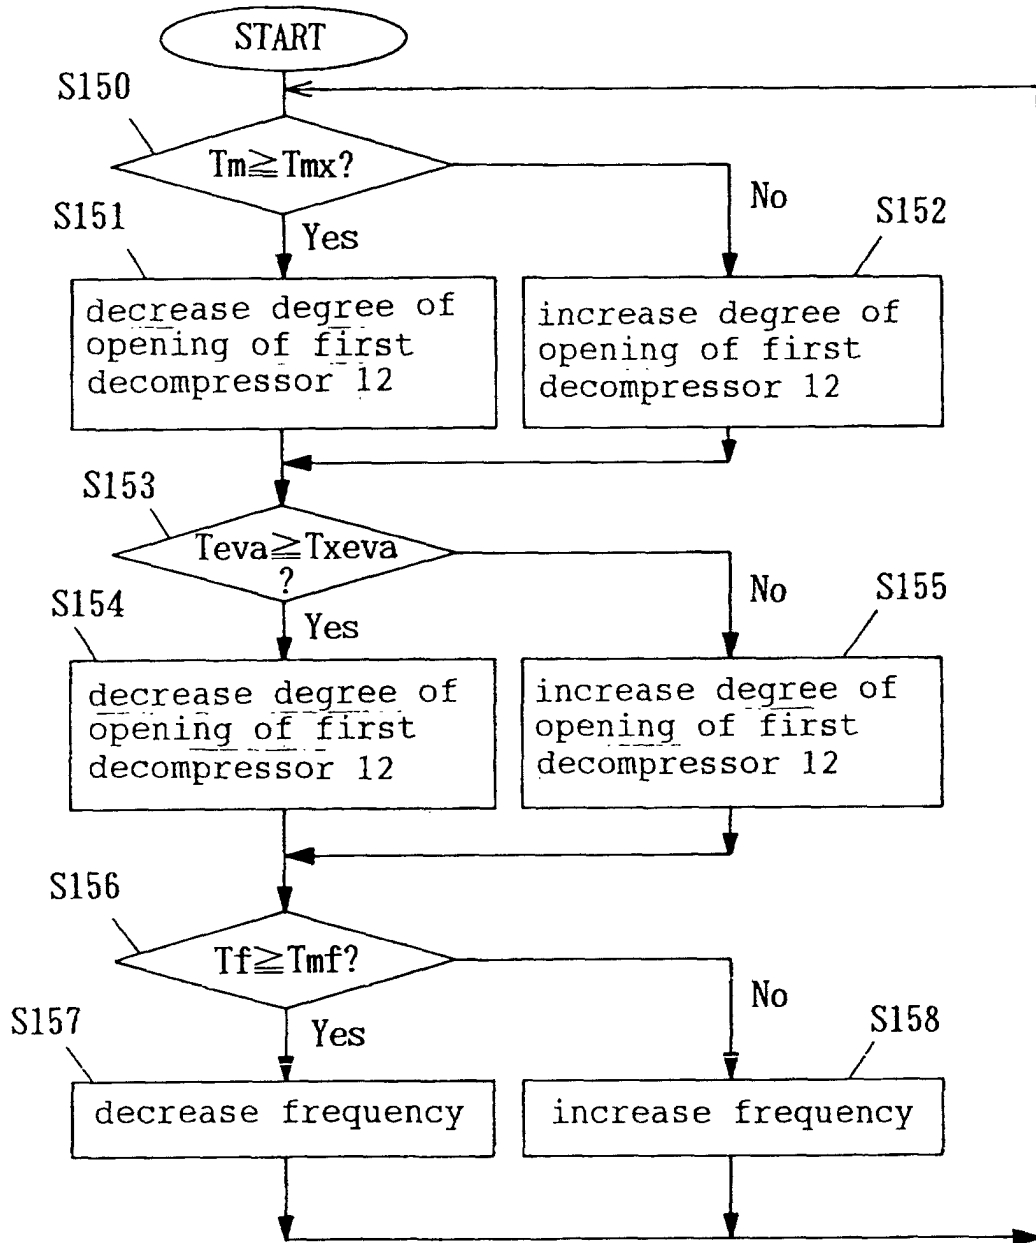 START
S150
Tm≧Tmx?
No
S151
Yes
S152
decrease degree of
opening of first
decompressor 12
increase degree of
opening of first
decompressor 12
S153
Teva≧Txeva
?
No
S154
Yes
S155
decrease degree of
opening of first
decompressor 12
increase degree of
opening of first
decompressor 12
S156
Tf≧Tmf?
No
S157
Yes
S158
decrease frequency
increase frequency